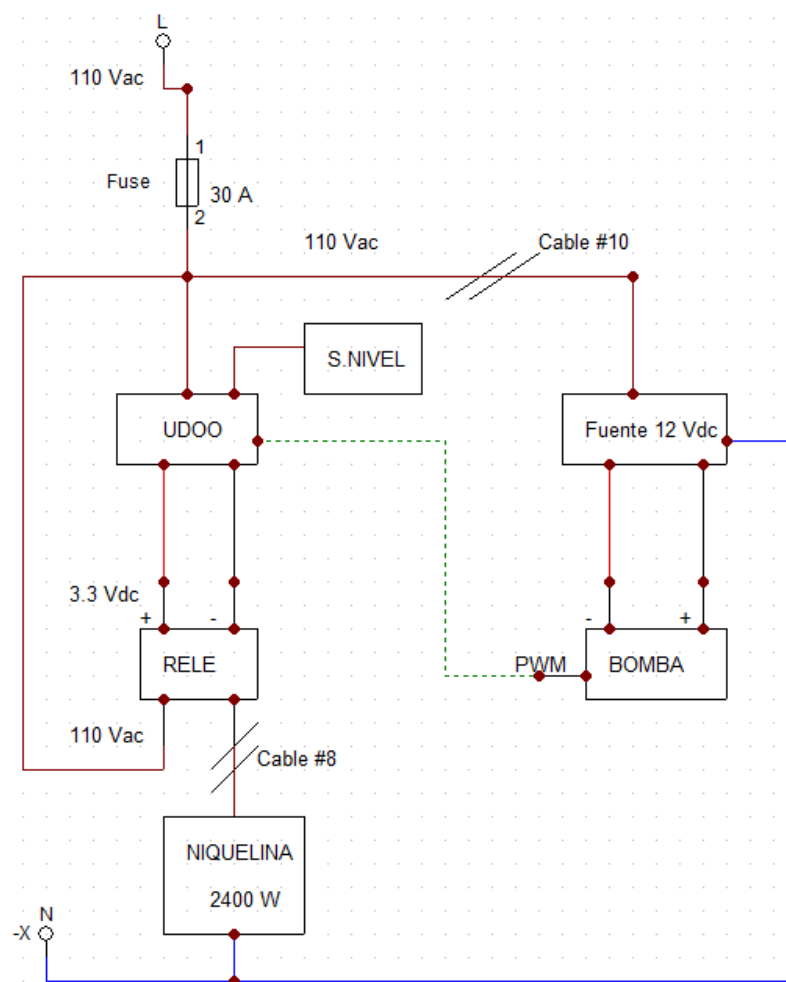 L
110 Vac
1
Fuse
30 A
2
110 Vac
Cable #10
S.NIVEL
UDOO
Fuente 12 Vdc
3.3 Vdc
+
-
-
+
RELE
PWM
BOMBA
110 Vac
Cable #8
NIQUELINA
2400 W
N
-X